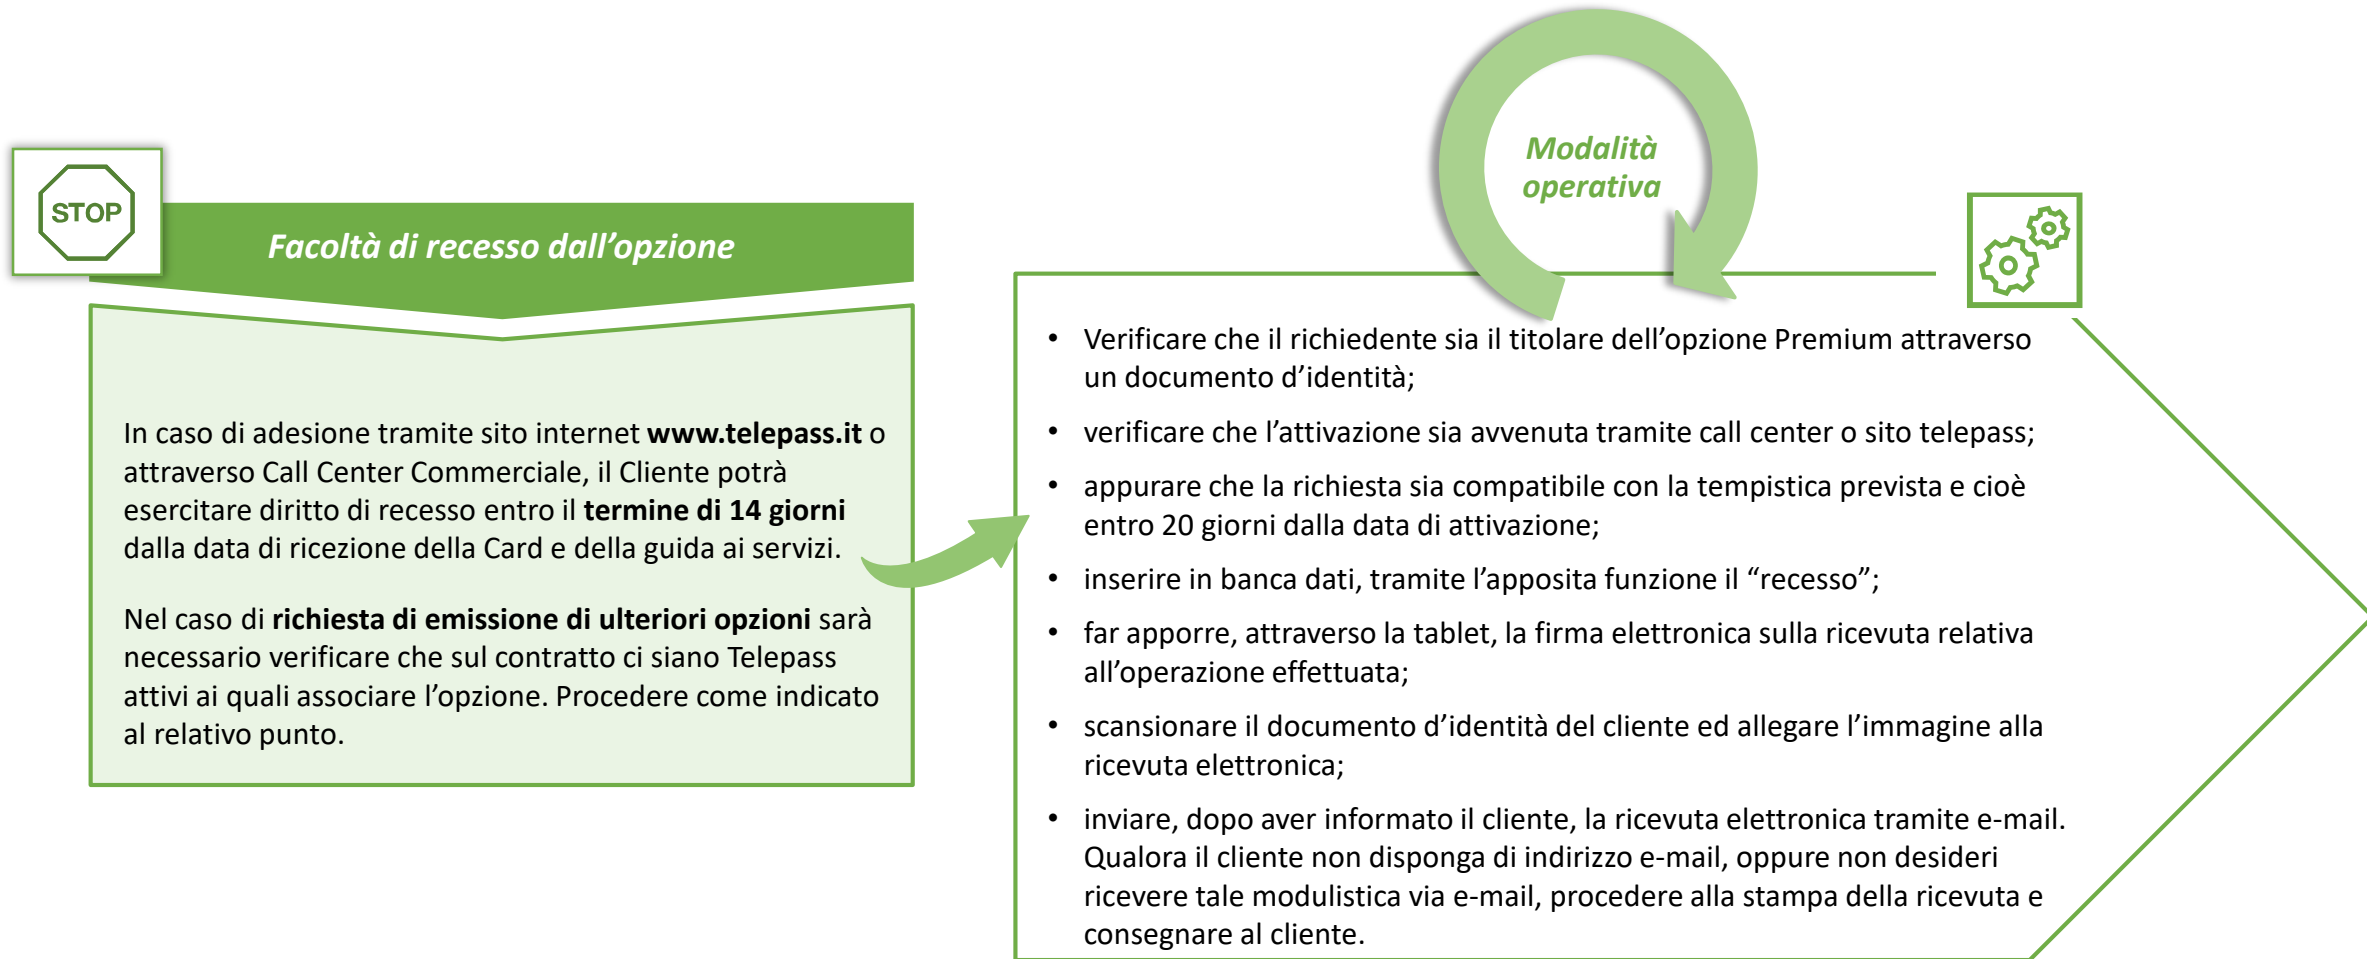 STOP
Facoltà di recesso dall’opzione
In caso di adesione tramite sito internet www.telepass.it o
attraverso Call Center Commerciale, il Cliente potrà
esercitare diritto di recesso entro il termine di 14 giorni
dalla data di ricezione della Card e della guida ai servizi.
Nel caso di richiesta di emissione di ulteriori opzioni sarà
necessario verificare che sul contratto ci siano Telepass
attivi ai quali associare l’opzione. Procedere come indicato
al relativo punto.
Modalità
operativa
• Verificare che il richiedente sia il titolare dell’opzione Premium attraverso
un documento d’identità;
• verificare che l’attivazione sia avvenuta tramite call center o sito telepass;
• appurare che la richiesta sia compatibile con la tempistica prevista e cioè
entro 20 giorni dalla data di attivazione;
• inserire in banca dati, tramite l’apposita funzione il “recesso”;
• far apporre, attraverso la tablet, la firma elettronica sulla ricevuta relativa
all’operazione effettuata;
• scansionare il documento d’identità del cliente ed allegare l’immagine alla
ricevuta elettronica;
• inviare, dopo aver informato il cliente, la ricevuta elettronica tramite e-mail.
Qualora il cliente non disponga di indirizzo e-mail, oppure non desideri
ricevere tale modulistica via e-mail, procedere alla stampa della ricevuta e
consegnare al cliente.